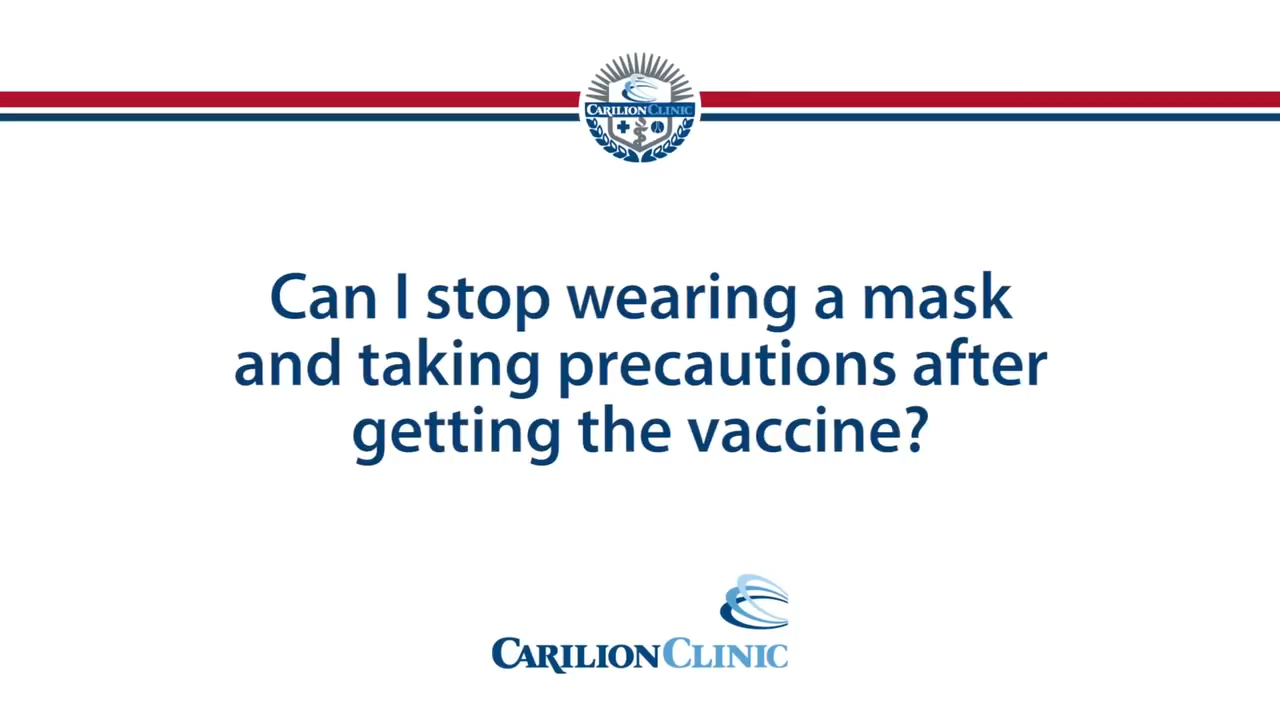 CARILION CLINIC
Can I stop wearing a mask
and taking precautions after
getting the vaccine?
CARILION CLINIC